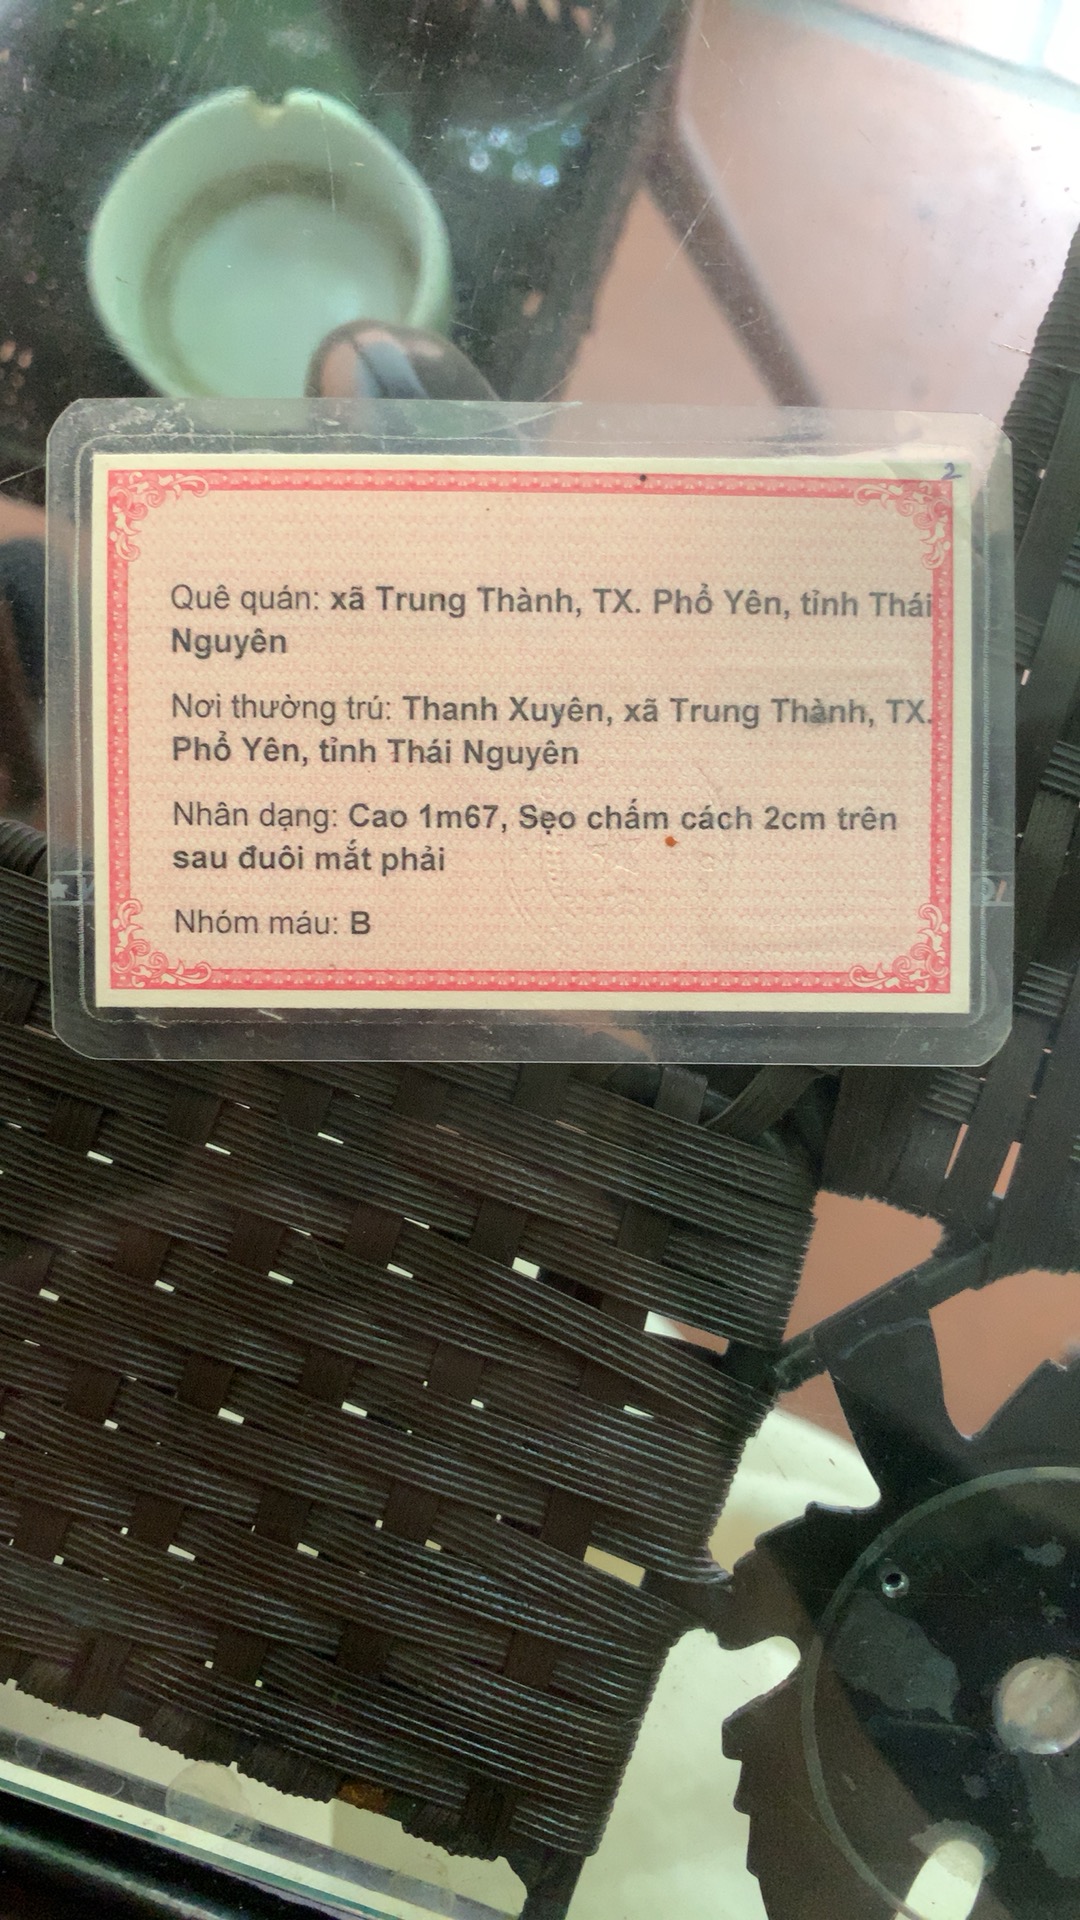 2
Quê quán: xã Trung Thành, TX. Phổ Yên, tỉnh Thái
Nguyên
Nơi thường trú: Thanh Xuyên, xã Trung Thành, TX.
Phổ Yên, tỉnh Thái Nguyên
Nhân dạng: Cao 1m67, Sẹo chấm cách 2cm trên
sau đuôi mắt phải
Nhóm máu: B